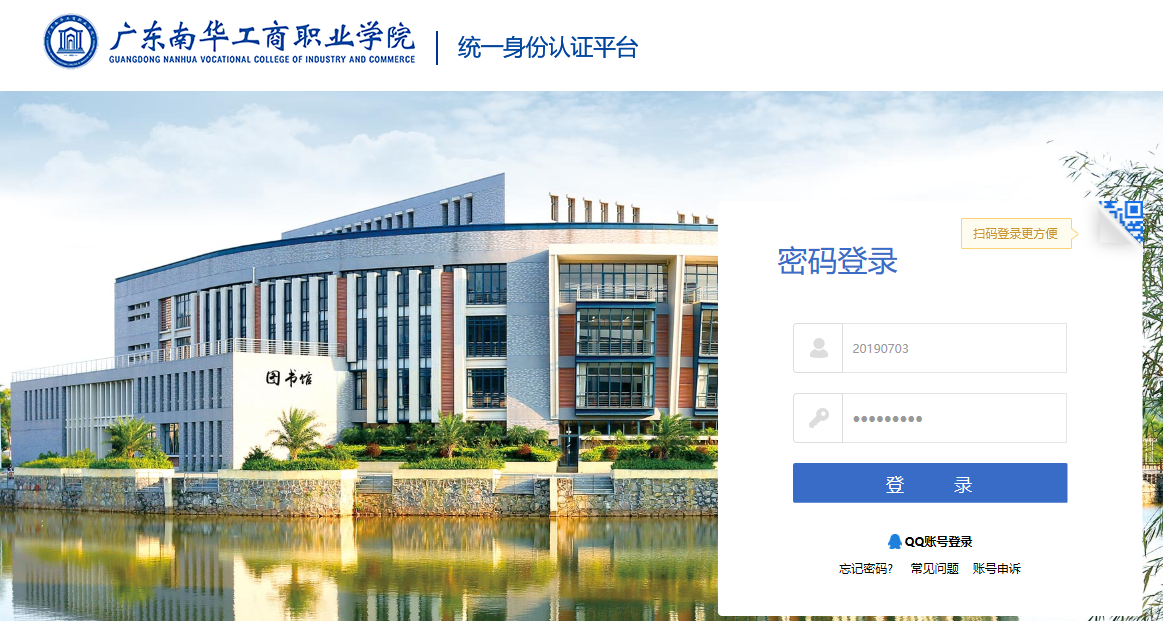 广东南华工商职业学院
GUANGDONG NANHUA VOCATIONAL COLLEGE OF INDUSTRY AND COMMERCE
统一身份认证平台
扫码登录更方便
密码登录
20190703
•••••••••
图书馆
登 录
QQ账号登录
忘记密码? 常见问题 账号申诉